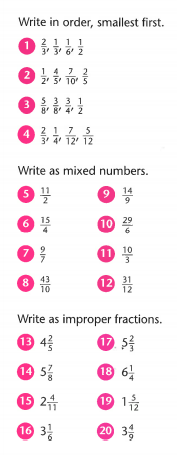 Write in order, smallest first.
1 2/3, 1/3, 1/6, 1/2
2 1/2, 4/5, 7/10, 2/5
3 5/8, 3/8, 3/4, 1/2
4 2/3, 1/4, 7/12, 5/12
Write as mixed numbers.
5 11/2 9 14/9
6 15/4 10 29/6
7 9/7 11 10/3
8 43/10 12 31/12
Write as improper fractions.
13 4 2/5 17 5 2/3
14 5 7/8 18 6 1/4
15 2 4/11 19 1 5/12
16 3 1/6 20 3 4/9